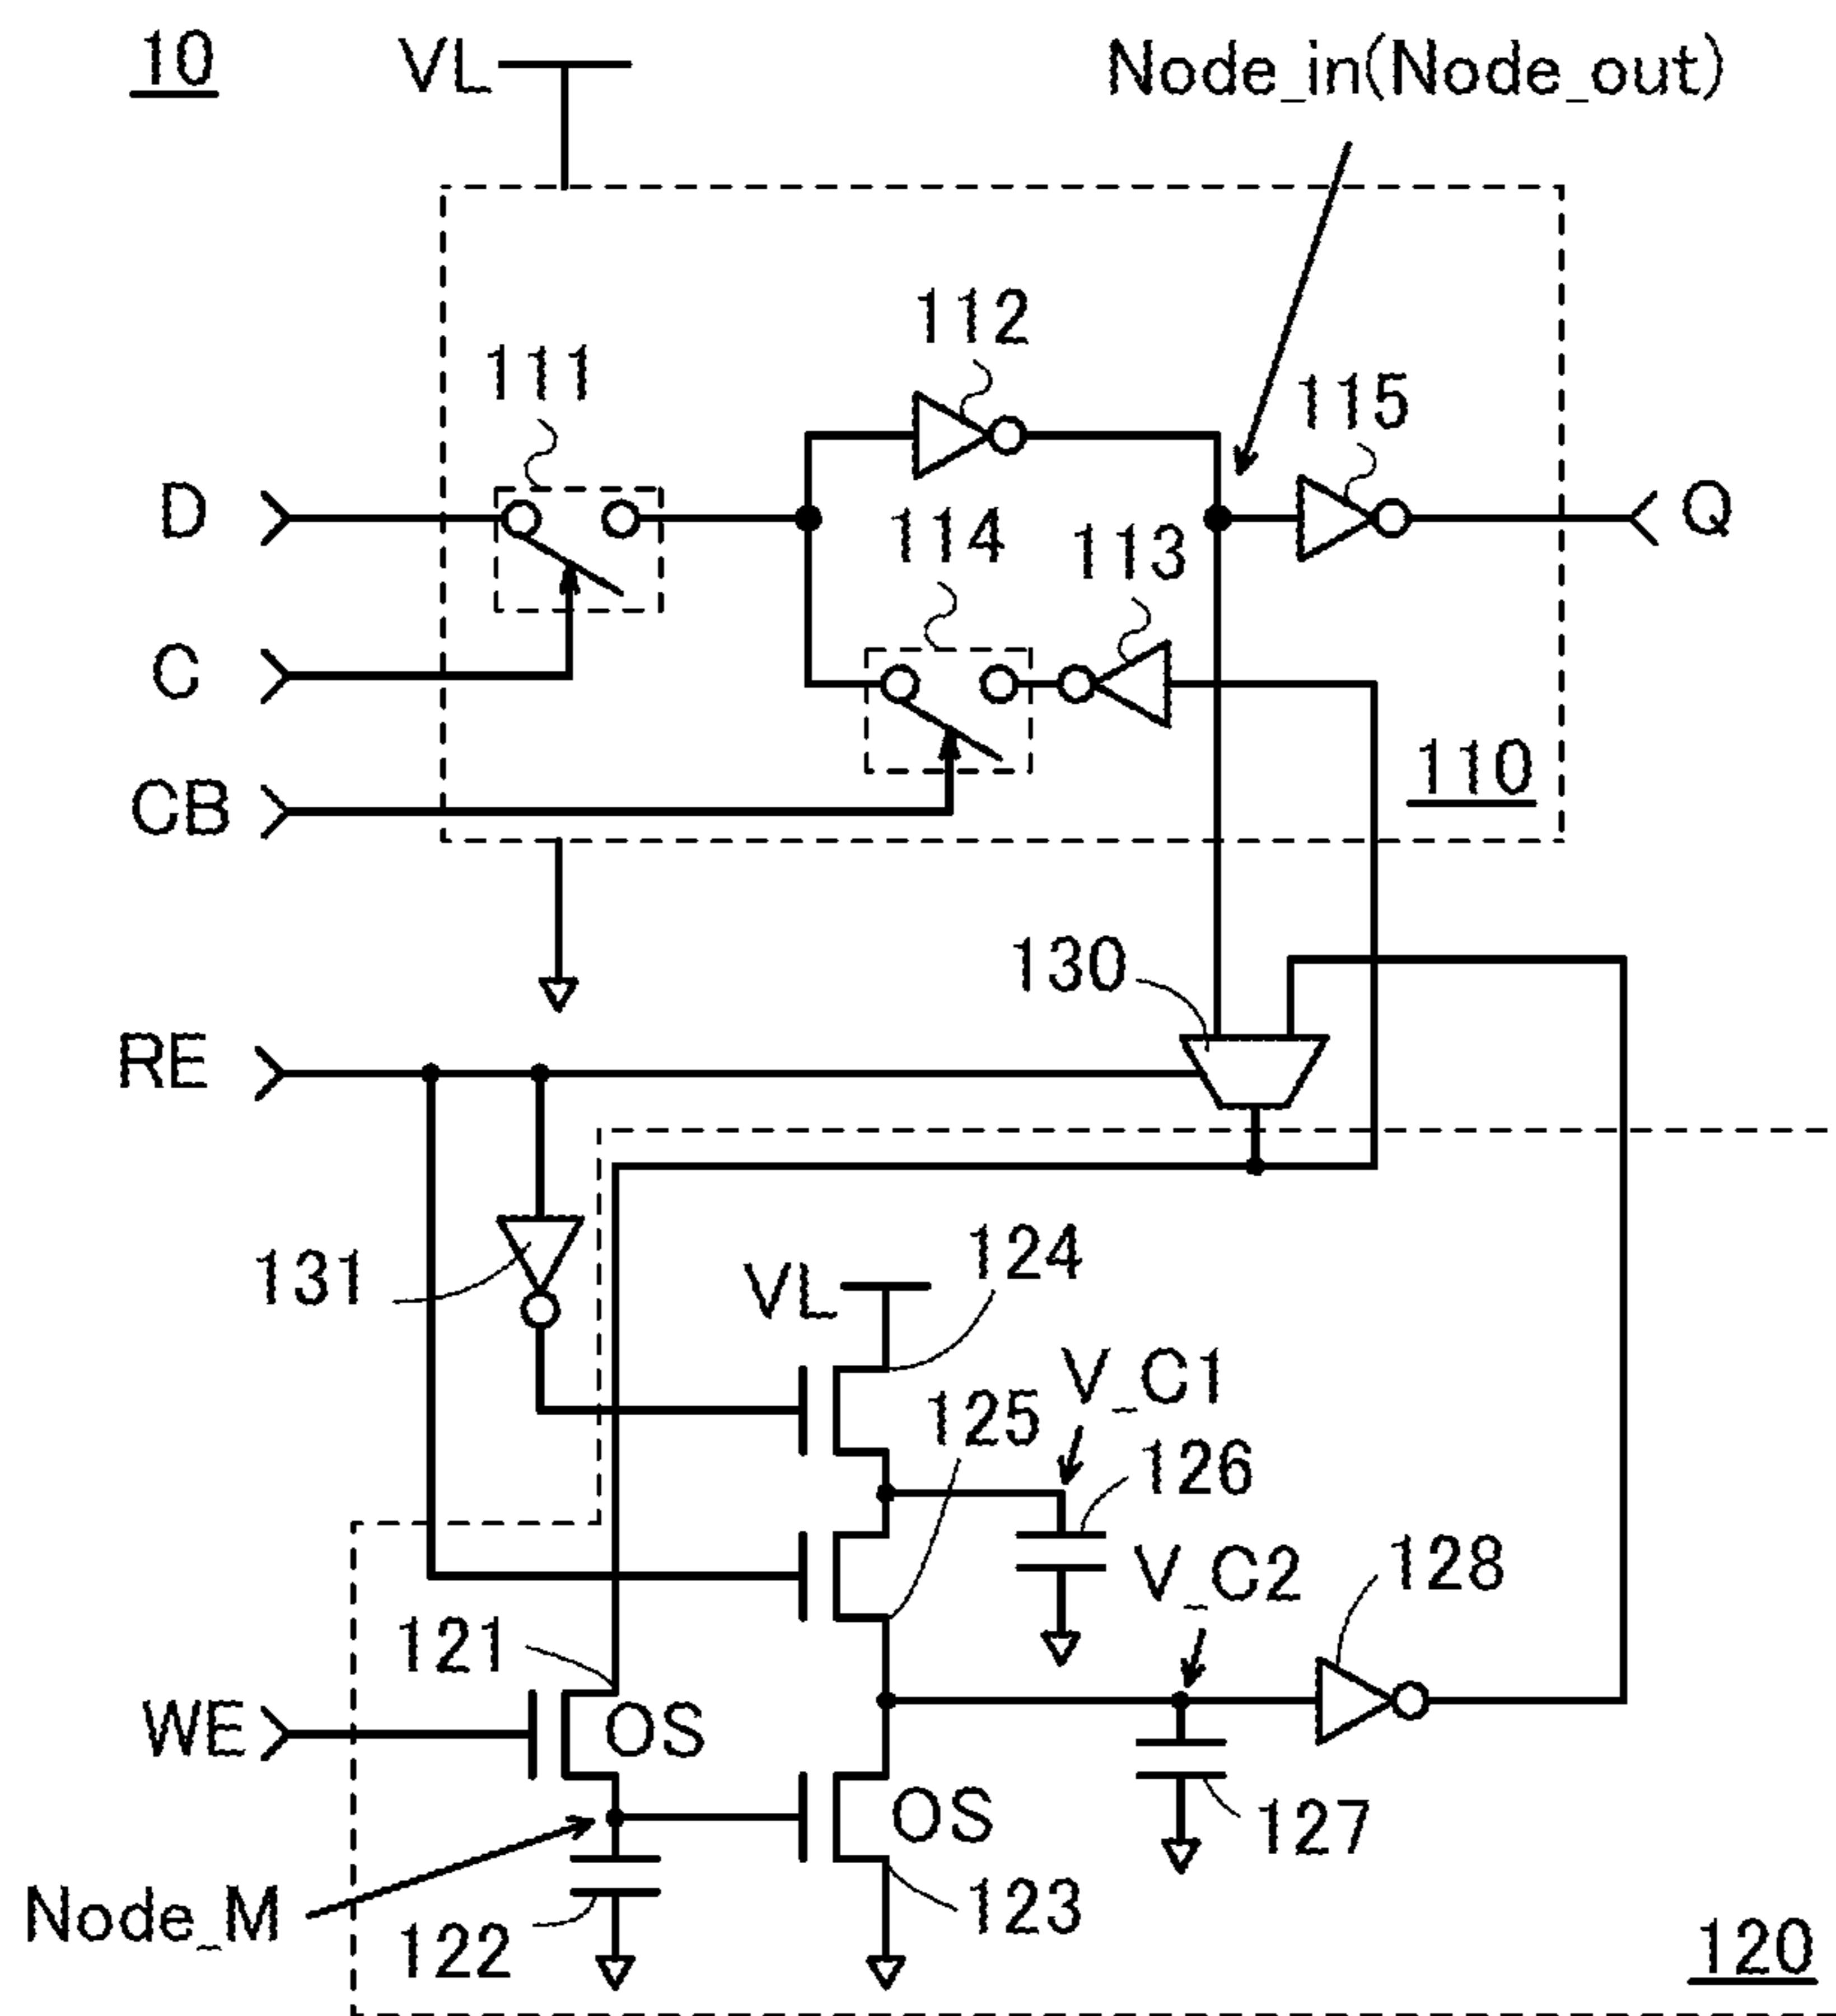 10
VL
Node_in(Node_out)
112
111
115
D
114
113
Q
C
110
CB
130
RE
124
131
VL
V_C1
125
126
V_C2
128
121
WE
OS
OS
127
Node_M
122
123
120